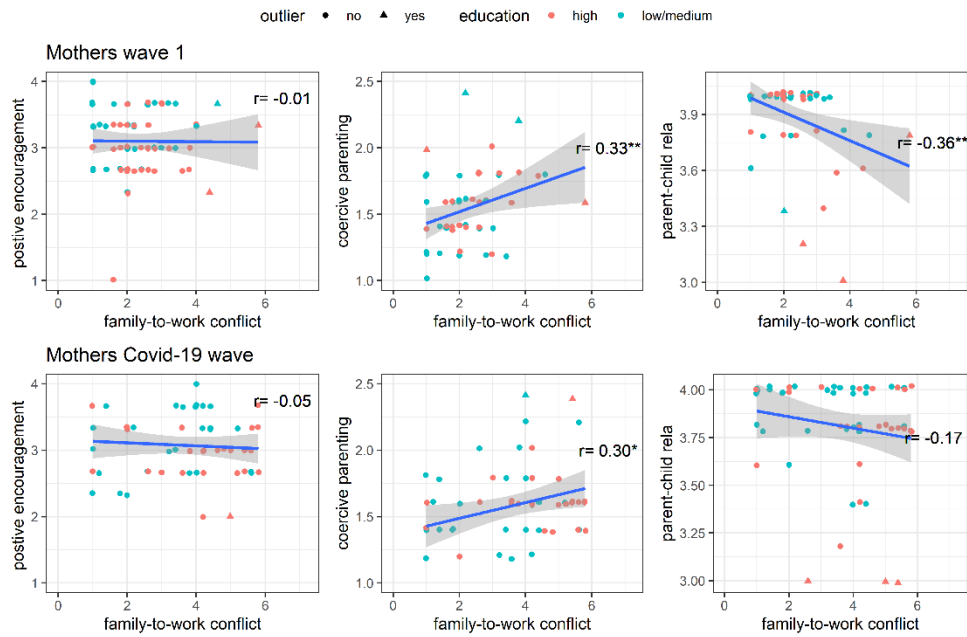 outlier no yes education high low/medium
Mothers wave 1
postive encouragement
4
3
2
1
r= -0.01
0 2 4 6
family-to-work conflict
coercive parenting
2.5
2.0
1.5
1.0
r= 0.33**
0 2 4 6
family-to-work conflict
parent-child rela
3.9
3.6
3.3
3.0
r= -0.36**
0 2 4 6
family-to-work conflict
Mothers Covid-19 wave
postive encouragement
4
3
2
1
r= -0.05
0 2 4 6
family-to-work conflict
coercive parenting
2.5
2.0
1.5
1.0
r= 0.30*
0 2 4 6
family-to-work conflict
parent-child rela
4.00
3.75
3.50
3.25
3.00
r= -0.17
0 2 4 6
family-to-work conflict